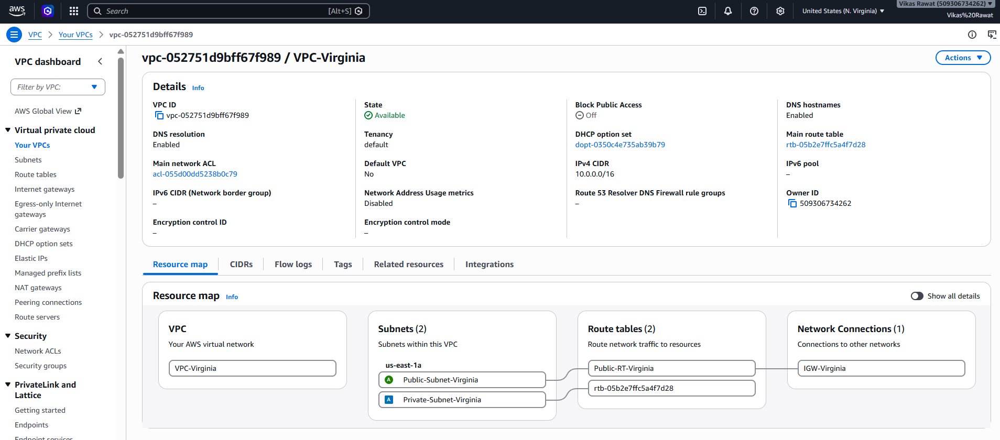 aws
Search
[Alt+S]
United States (N. Virginia)
Vikas Rawat (509306734262)
Vikas%20Rawat
VPC
Your VPCs
vpc-052751d9bff67f989
VPC dashboard
Filter by VPC:
AWS Global View
Virtual private cloud
Your VPCs
Subnets
Route tables
Internet gateways
Egress-only Internet
gateways
Carrier gateways
DHCP option sets
Elastic IPs
Managed prefix lists
NAT gateways
Peering connections
Route servers
Security
Network ACLs
Security groups
PrivateLink and
Lattice
Getting started
Endpoints
Endpoint services
vpc-052751d9bff67f989 / VPC-Virginia
Actions
Details Info
VPC ID
vpc-052751d9bff67f989
State
Available
Block Public Access
Off
DNS hostnames
Enabled
DNS resolution
Enabled
Tenancy
default
DHCP option set
dopt-0350c4e735ab39b79
Main route table
rtb-05b2e7ffc5a4f7d28
Main network ACL
acl-055d00dd5238b0c79
Default VPC
No
IPv4 CIDR
10.0.0.0/16
IPv6 pool
–
IPv6 CIDR (Network border group)
–
Network Address Usage metrics
Disabled
Route 53 Resolver DNS Firewall rule groups
–
Owner ID
509306734262
Encryption control ID
–
Encryption control mode
–
Resource map
CIDRs
Flow logs
Tags
Related resources
Integrations
Resource map Info
Show all details
VPC
Your AWS virtual network
VPC-Virginia
Subnets (2)
Subnets within this VPC
us-east-1a
A Public-Subnet-Virginia
A Private-Subnet-Virginia
Route tables (2)
Route network traffic to resources
Public-RT-Virginia
rtb-05b2e7ffc5a4f7d28
Network Connections (1)
Connections to other networks
IGW-Virginia